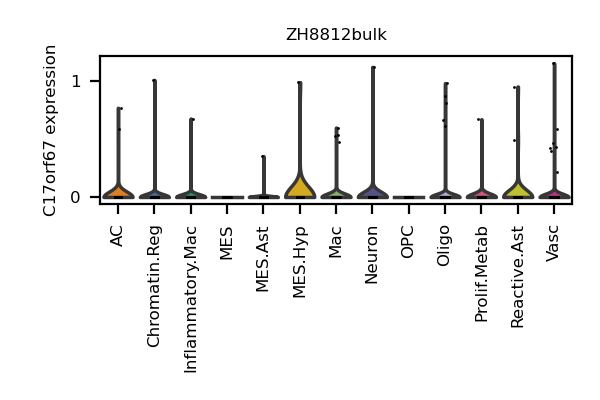 ZH8812bulk
C17orf67 expression
1
0
AC
Chromatin.Reg
Inflammatory.Mac
MES
MES.Ast
MES.Hyp
Mac
Neuron
OPC
Oligo
Prolif.Metab
Reactive.Ast
Vasc